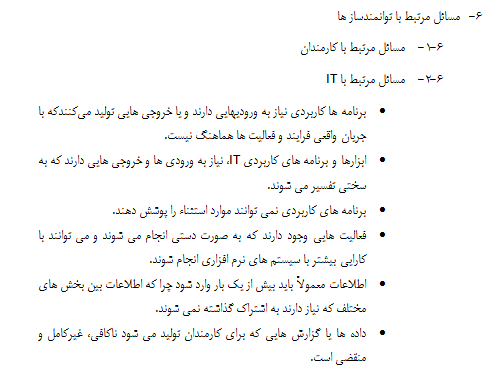 ۶- مسائل مرتبط با توانمندساز ها
۶-۱- مسائل مرتبط با کارمندان
۶-۲- مسائل مرتبط با IT
• برنامه ها کاربردی نیاز به ورودیهایی دارند و یا خروجی هایی تولید می‌کنندکه با
جریان واقعی فرایند و فعالیت ها هماهنگ نیست.
• ابزارها و برنامه های کاربردی IT، نیاز به ورودی ها و خروجی هایی دارند که به
سختی تفسیر می شوند.
• برنامه های کاربردی نمی توانند موارد استثناء را پوشش دهند.
• فعالیت هایی وجود دارند که به صورت دستی انجام می شوند و می توانند با
کارایی بیشتر با سیستم های نرم افزاری انجام شوند.
• اطلاعات معمولاً باید بیش از یک بار وارد شود چرا که اطلاعات بین بخش های
مختلف که نیاز دارند به اشتراک گذاشته نمی شوند.
• داده ها یا گزارش هایی که برای کارمندان تولید می شود ناکافی، غیرکامل و
منقضی است.